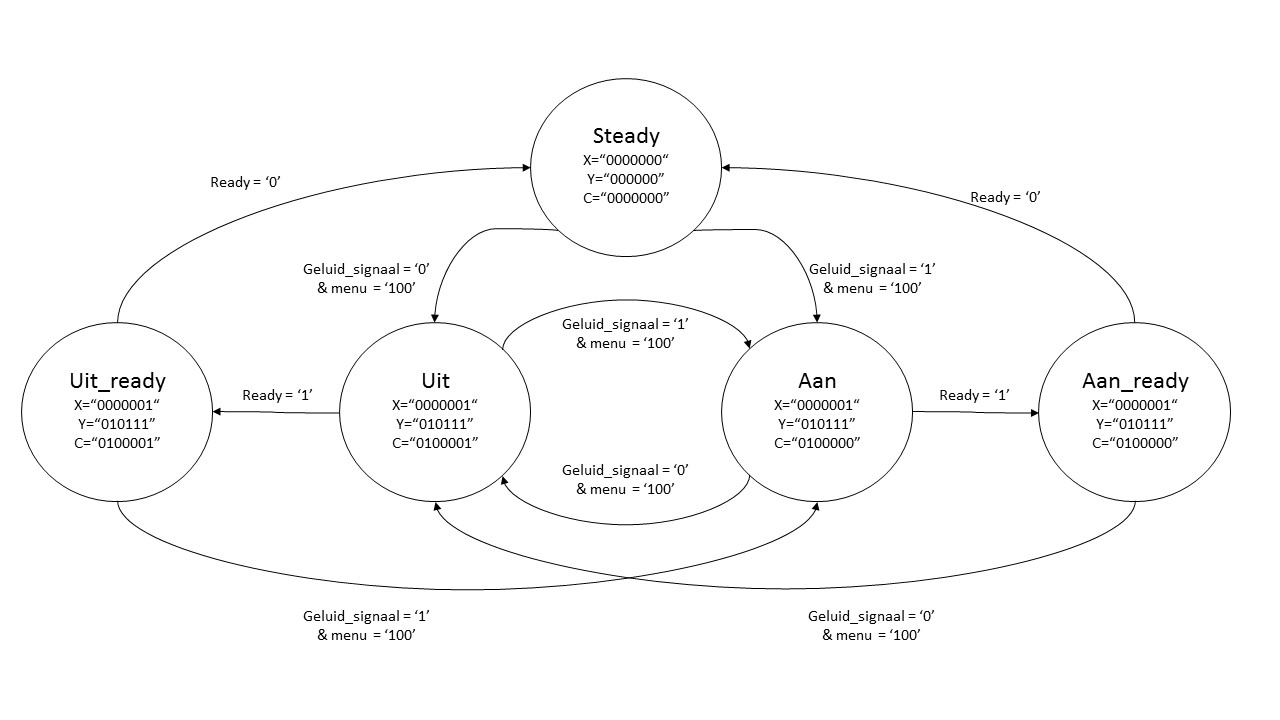 Steady
X=“0000000“
Y=“000000”
C=“0000000”
Ready = ‘0’
Ready = ‘0’
Geluid_signaal = ‘0’
& menu = ‘100’
Geluid_signaal = ‘1’
& menu = ‘100’
Geluid_signaal = ‘1’
& menu = ‘100’
Uit_ready
X=“0000001“
Y=“010111”
C=“0100001”
Ready = ‘1’
Uit
X=“0000001“
Y=“010111”
C=“0100001”
Aan
X=“0000001“
Y=“010111”
C=“0100000”
Ready = ‘1’
Aan_ready
X=“0000001“
Y=“010111”
C=“0100000”
Geluid_signaal = ‘0’
& menu = ‘100’
Geluid_signaal = ‘1’
& menu = ‘100’
Geluid_signaal = ‘0’
& menu = ‘100’